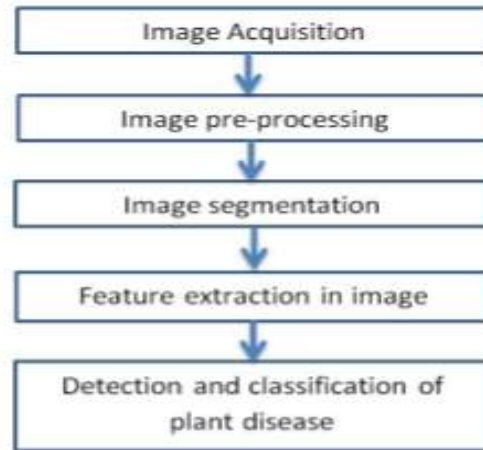 Image Acquisition
Image pre-processing
Image segmentation
Feature extraction in image
Detection and classification of
plant disease